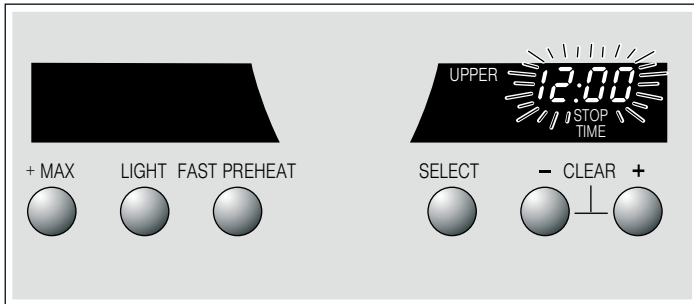 UPPER 12:00
STOP
TIME
+ MAX LIGHT FAST PREHEAT SELECT - CLEAR +